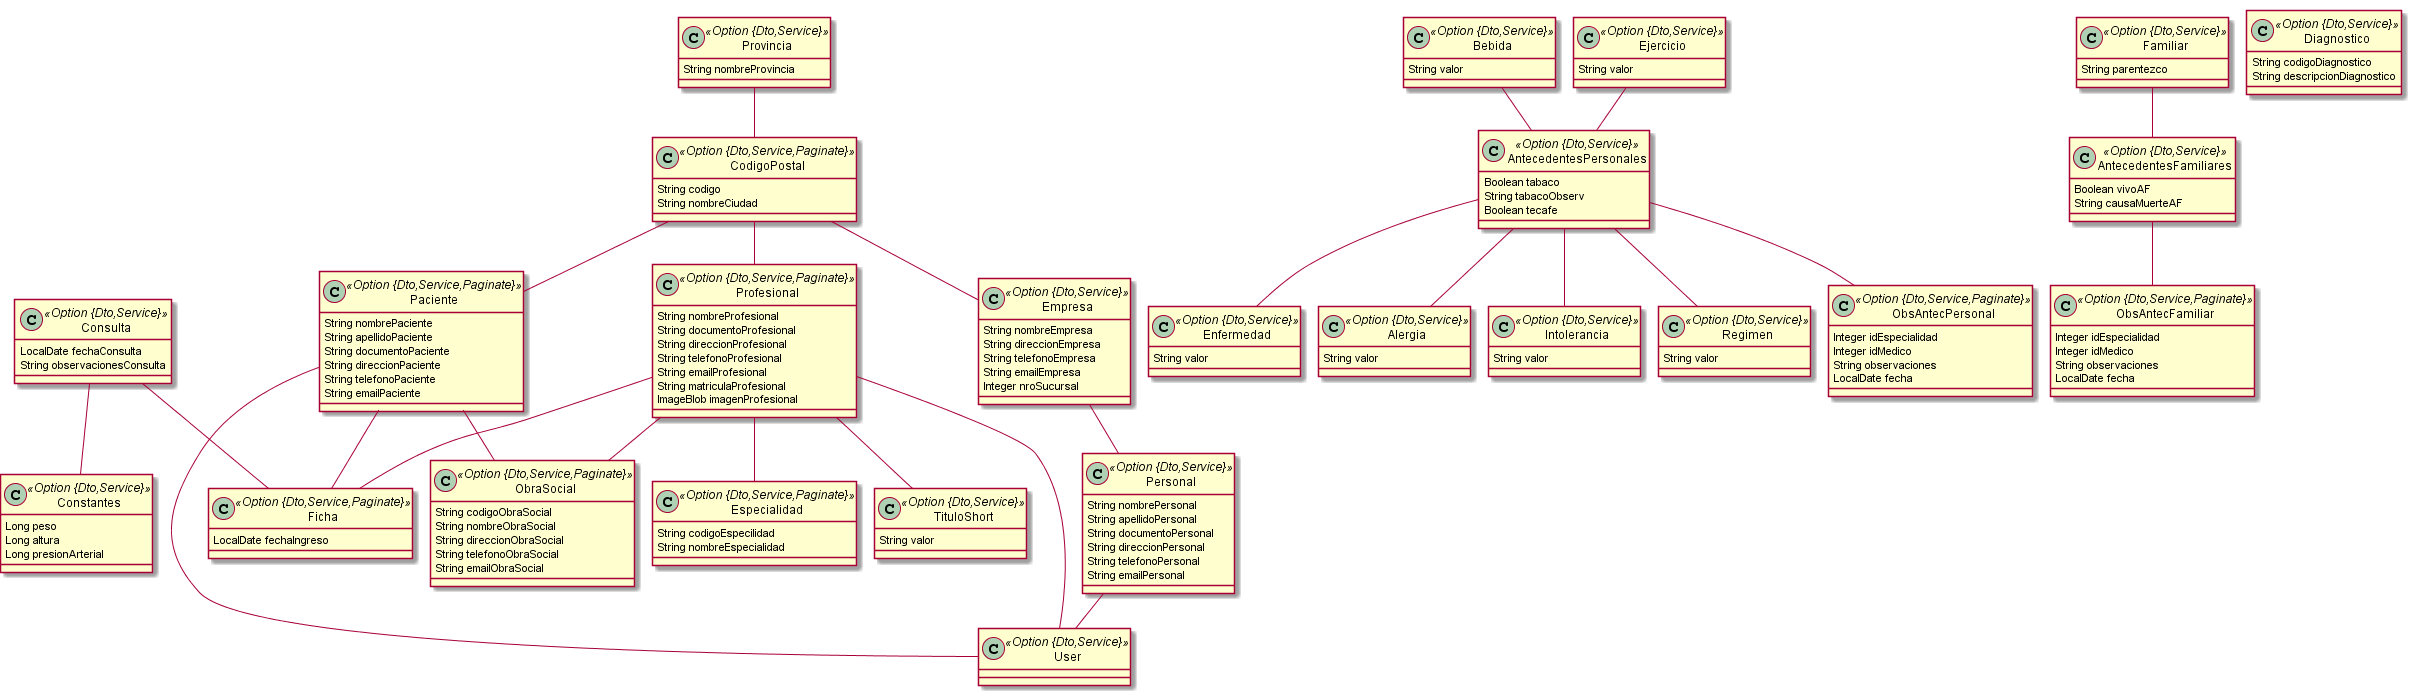 C «Option {Dto,Service}»
Provincia
String nombreProvincia
C «Option {Dto,Service}»
Bebida
String valor
C «Option {Dto,Service}»
Ejercicio
String valor
C «Option {Dto,Service}»
Familiar
String parentezco
C «Option {Dto,Service}»
Diagnostico
String codigoDiagnostico
String descripcionDiagnostico
C «Option {Dto,Service,Paginate}»
CodigoPostal
String codigo
String nombreCiudad
C «Option {Dto,Service}»
AntecedentesPersonales
Boolean tabaco
String tabacoObserv
Boolean tecafe
C «Option {Dto,Service}»
AntecedentesFamiliares
Boolean vivoAF
String causaMuerteAF
C «Option {Dto,Service}»
Consulta
LocalDate fechaConsulta
String observacionesConsulta
C «Option {Dto,Service,Paginate}»
Paciente
String nombrePaciente
String apellidoPaciente
String documentoPaciente
String direccionPaciente
String telefonoPaciente
String emailPaciente
C «Option {Dto,Service,Paginate}»
Profesional
String nombreProfesional
String documentoProfesional
String direccionProfesional
String telefonoProfesional
String emailProfesional
String matriculaProfesional
ImageBlob imagenProfesional
C «Option {Dto,Service}»
Empresa
String nombreEmpresa
String direccionEmpresa
String telefonoEmpresa
String emailEmpresa
Integer nroSucursal
C «Option {Dto,Service}»
Enfermedad
String valor
C «Option {Dto,Service}»
Alergia
String valor
C «Option {Dto,Service}»
Intolerancia
String valor
C «Option {Dto,Service}»
Regimen
String valor
C «Option {Dto,Service,Paginate}»
ObsAntecPersonal
Integer idEspecialidad
Integer idMedico
String observaciones
LocalDate fecha
C «Option {Dto,Service,Paginate}»
ObsAntecFamiliar
Integer idEspecialidad
Integer idMedico
String observaciones
LocalDate fecha
C «Option {Dto,Service}»
Constantes
Long peso
Long altura
Long presionArterial
C «Option {Dto,Service,Paginate}»
Ficha
LocalDate fechaIngreso
C «Option {Dto,Service,Paginate}»
ObraSocial
String codigoObraSocial
String nombreObraSocial
String direccionObraSocial
String telefonoObraSocial
String emailObraSocial
C «Option {Dto,Service,Paginate}»
Especialidad
String codigoEspecilidad
String nombreEspecialidad
C «Option {Dto,Service}»
TituloShort
String valor
C «Option {Dto,Service}»
Personal
String nombrePersonal
String apellidoPersonal
String documentoPersonal
String direccionPersonal
String telefonoPersonal
String emailPersonal
C «Option {Dto,Service}»
User